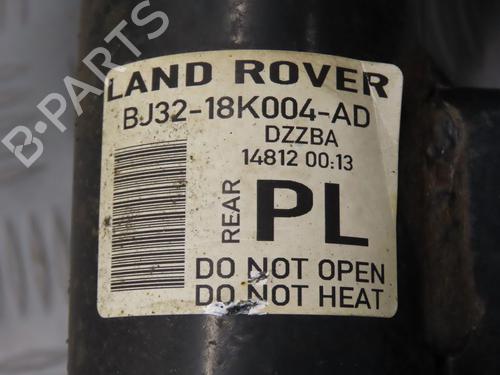 B-PARTS
LAND ROVER
BJ32-18K004-AD
DZZBA
14812 00:13
REAR
PL
DO NOT OPEN
DO NOT HEAT